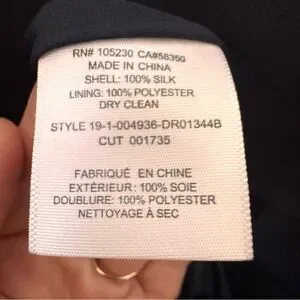 RN# 105230 CA#58350
MADE IN CHINA
SHELL: 100% SILK
LINING: 100% POLYESTER
DRY CLEAN
STYLE 19-1-004936-DR01344B
CUT 001735
FABRIQUÉ EN CHINE
EXTÉRIEUR: 100% SOIE
DOUBLURE: 100% POLYESTER
NETTOYAGE À SEC